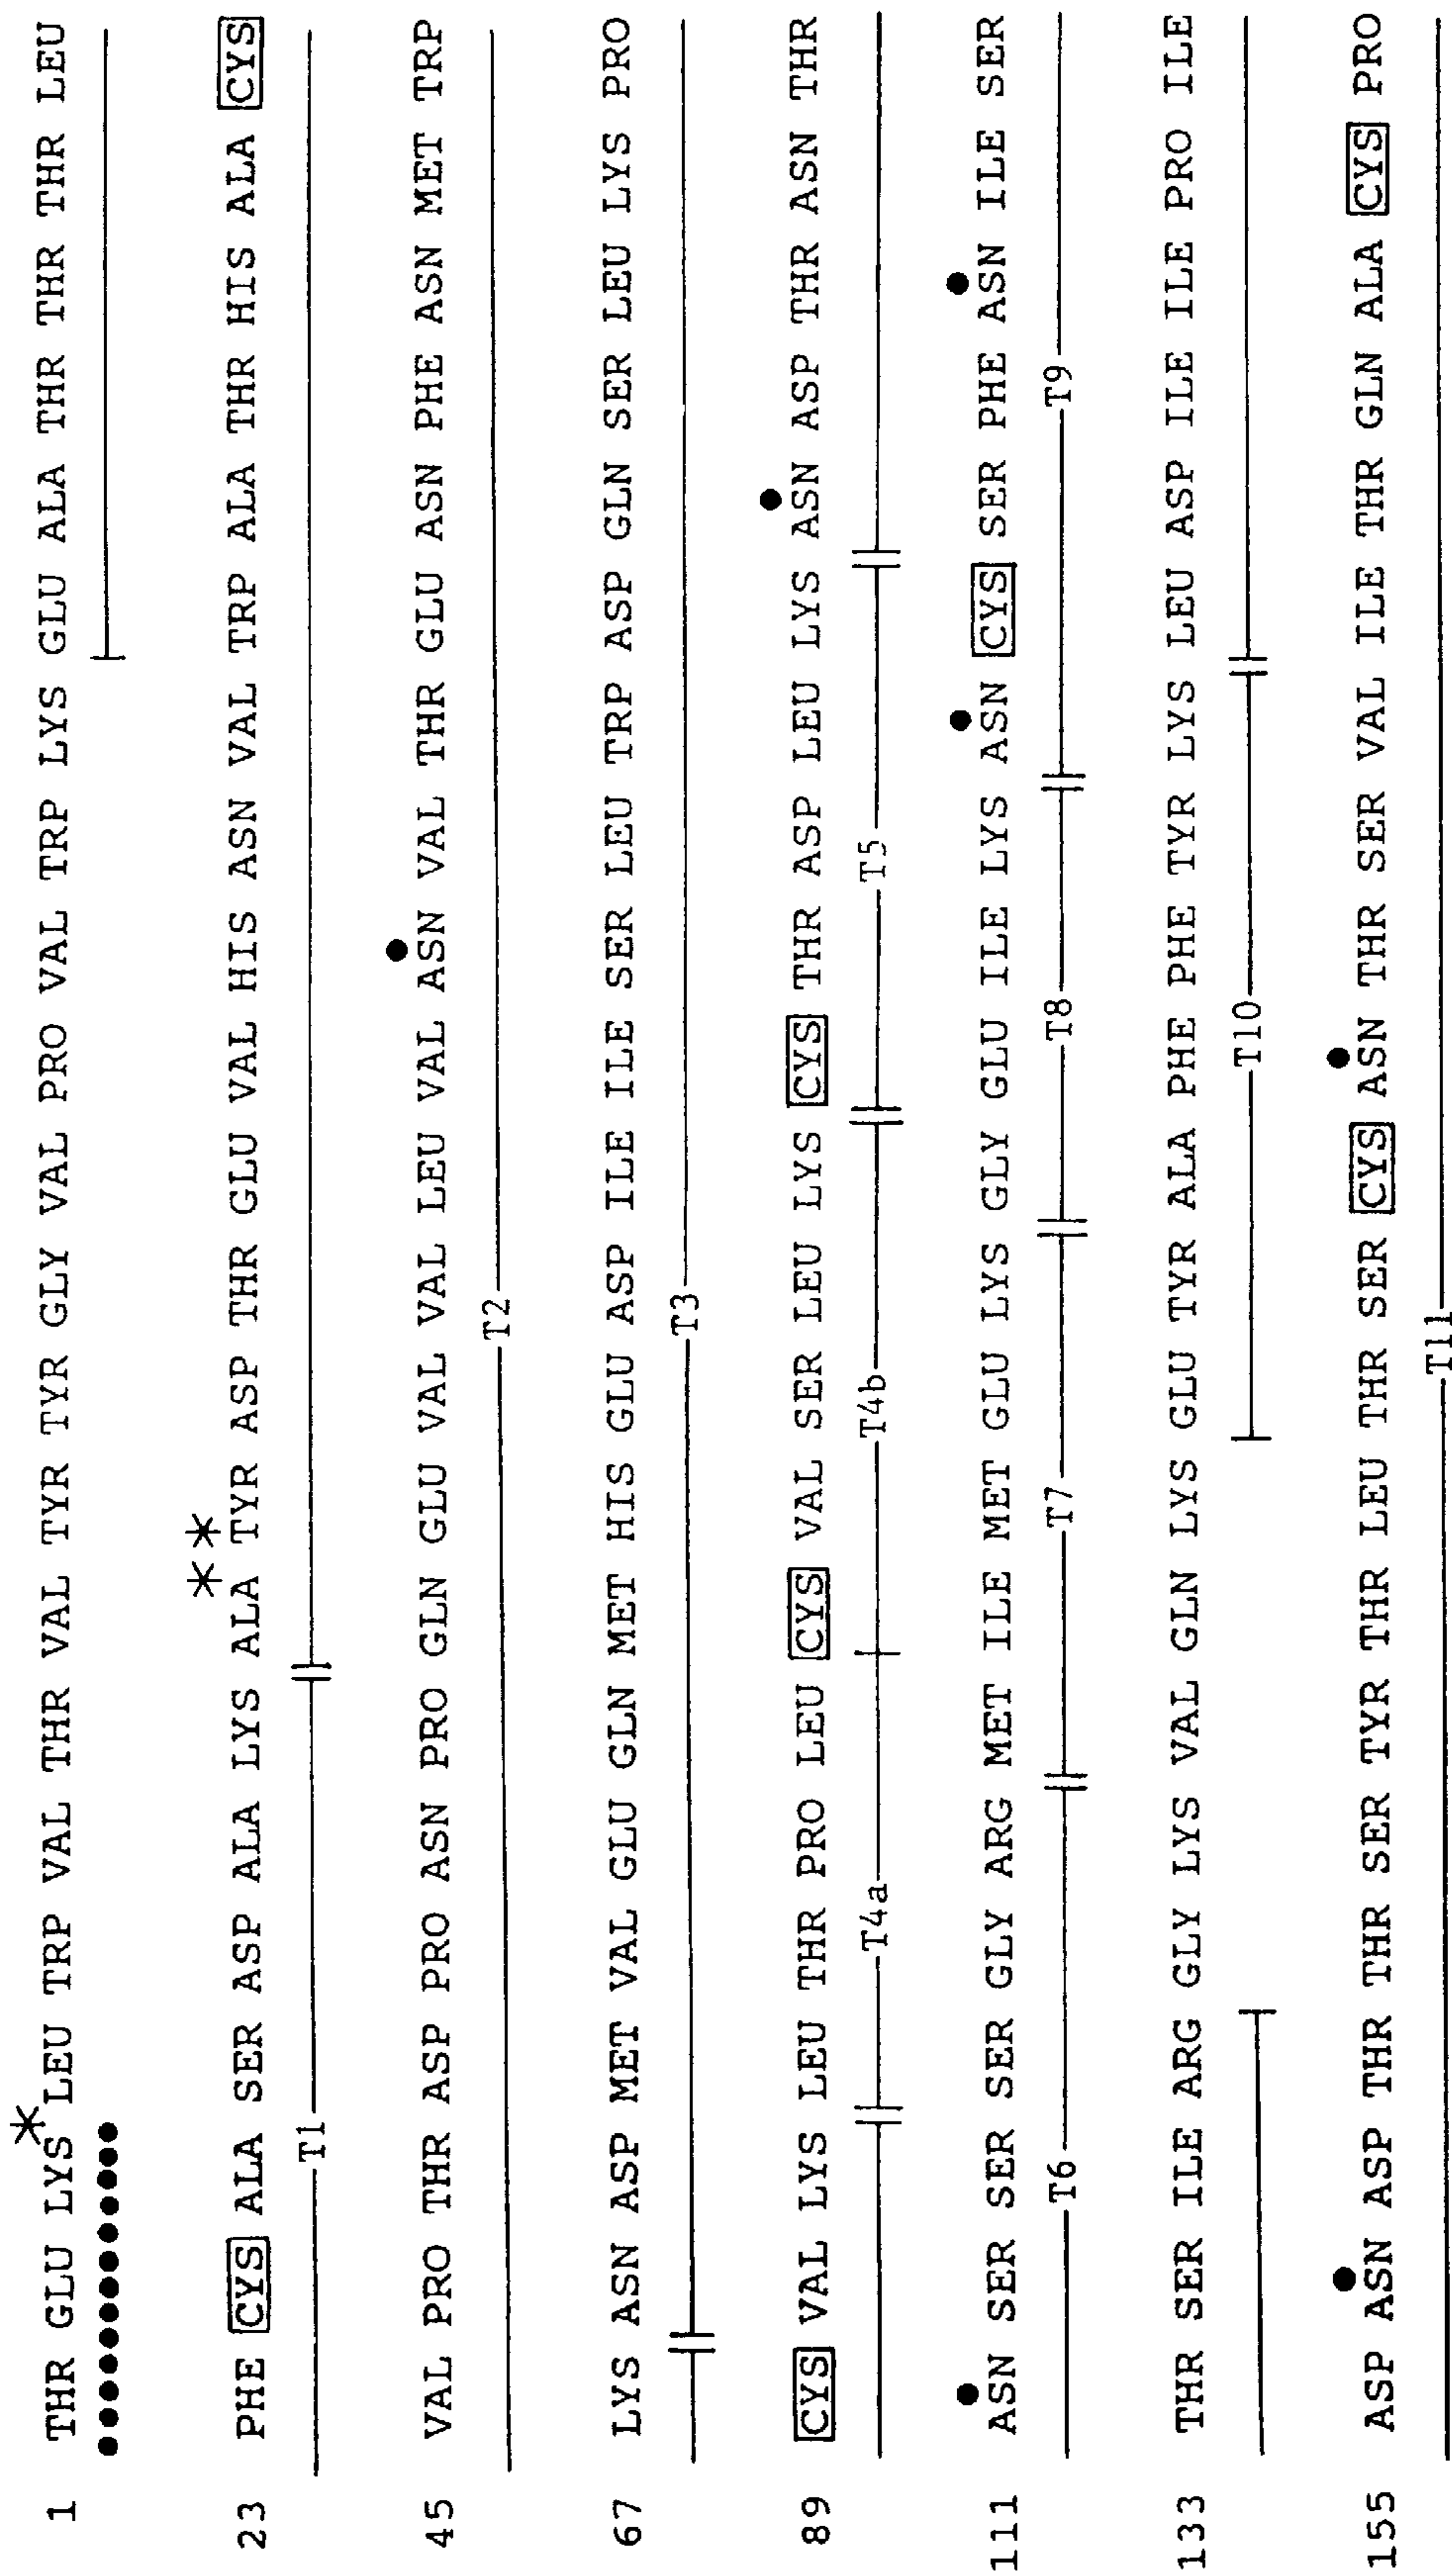 1 THR GLU LYS LEU TRP VAL THR VAL TYR TYR GLY VAL PRO VAL TRP LYS GLU ALA THR THR THR LEU
23 PHE CYS ALA SER ASP ALA LYS ALA TYR ASP THR GLU VAL HIS ASN VAL TRP ALA THR HIS ALA CYS
T1
45 VAL PRO THR ASP PRO ASN PRO GLN GLU VAL VAL LEU VAL ASN VAL THR GLU ASN PHE ASN MET TRP
T2
67 LYS ASN ASP MET VAL GLU GLN MET HIS GLU ASP ILE ILE SER LEU TRP ASP GLN SER LEU LYS PRO
T3
89 CYS VAL LYS LEU THR PRO LEU CYS VAL SER LEU LYS CYS THR ASP LEU LYS ASN ASP THR ASN THR
T4a T4b T5
111 ASN SER SER SER GLY ARG MET ILE MET GLU LYS GLY GLU ILE LYS ASN CYS SER PHE ASN ILE SER
T6 T7 T8 T9
133 THR SER ILE ARG GLY LYS VAL GLN LYS GLU TYR ALA PHE PHE TYR LYS LEU ASP ILE ILE PRO ILE
T10
155 ASP ASN ASP THR THR SER TYR THR LEU THR SER CYS ASN THR SER VAL ILE THR GLN ALA CYS PRO
T11